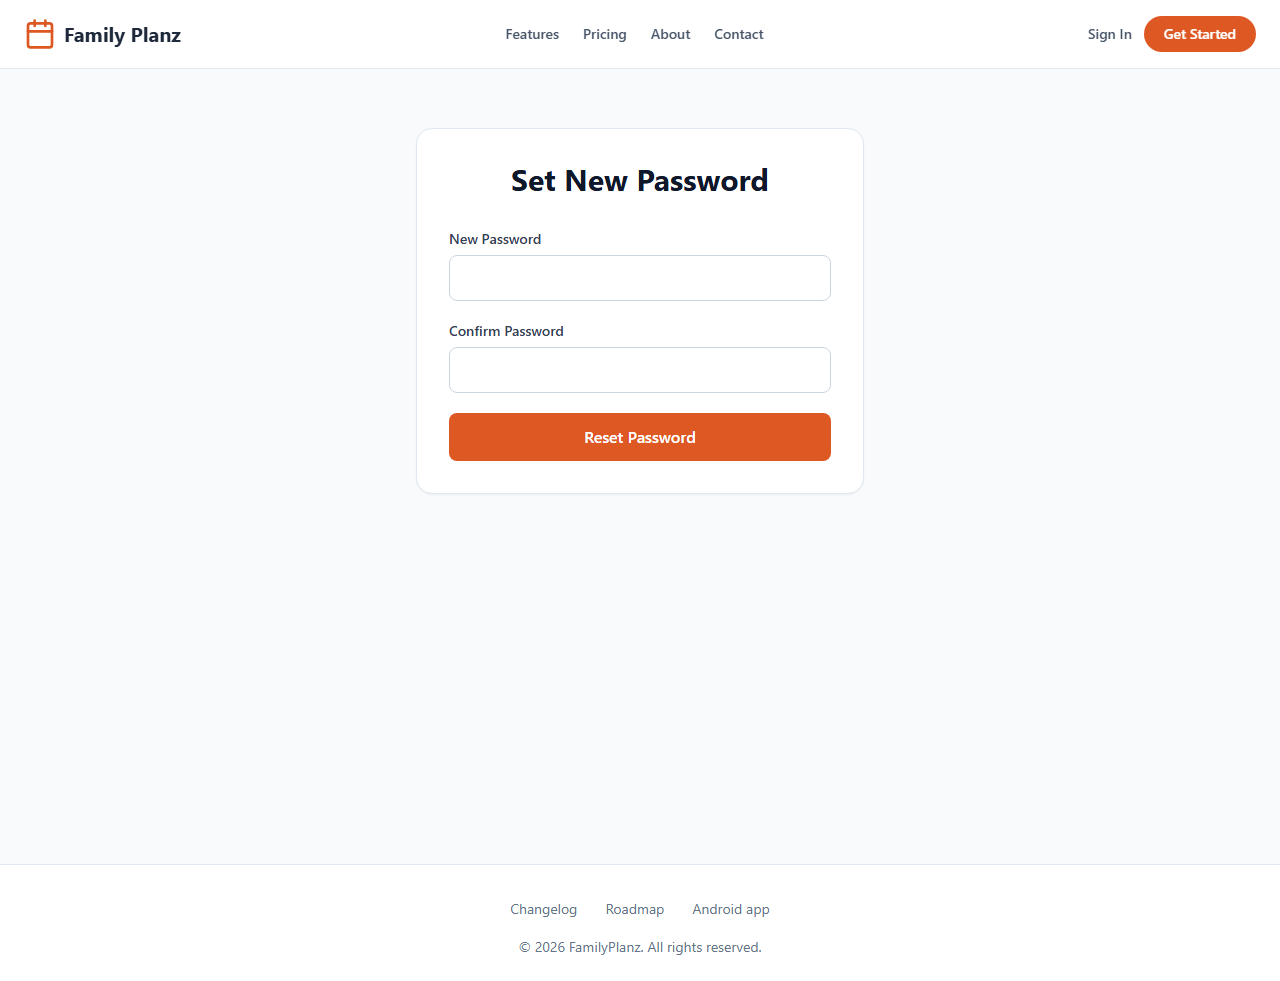 Family Planz
Features
Pricing
About
Contact
Sign In
Get Started
Set New Password
New Password
Confirm Password
Reset Password
Changelog
Roadmap
Android app
© 2026 FamilyPlanz. All rights reserved.